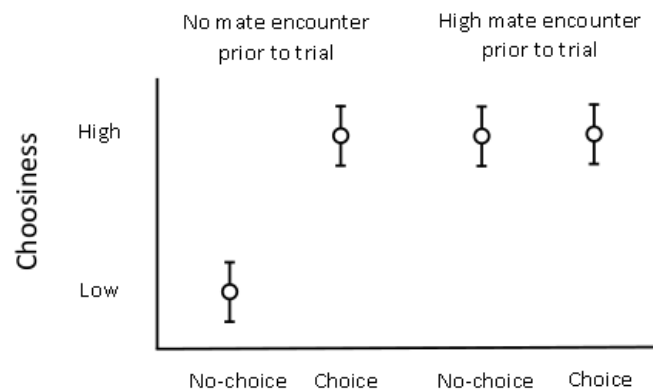 No mate encounter
prior to trial
High mate encounter
prior to trial
Choosiness
High
Low
No-choice
Choice
No-choice
Choice